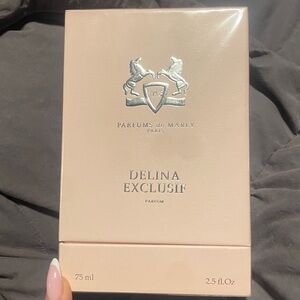 PARFUMS de MARLY
PARIS
DELINA
EXCLUSIF
PARFUM
75 ml
2.5 fl.Oz